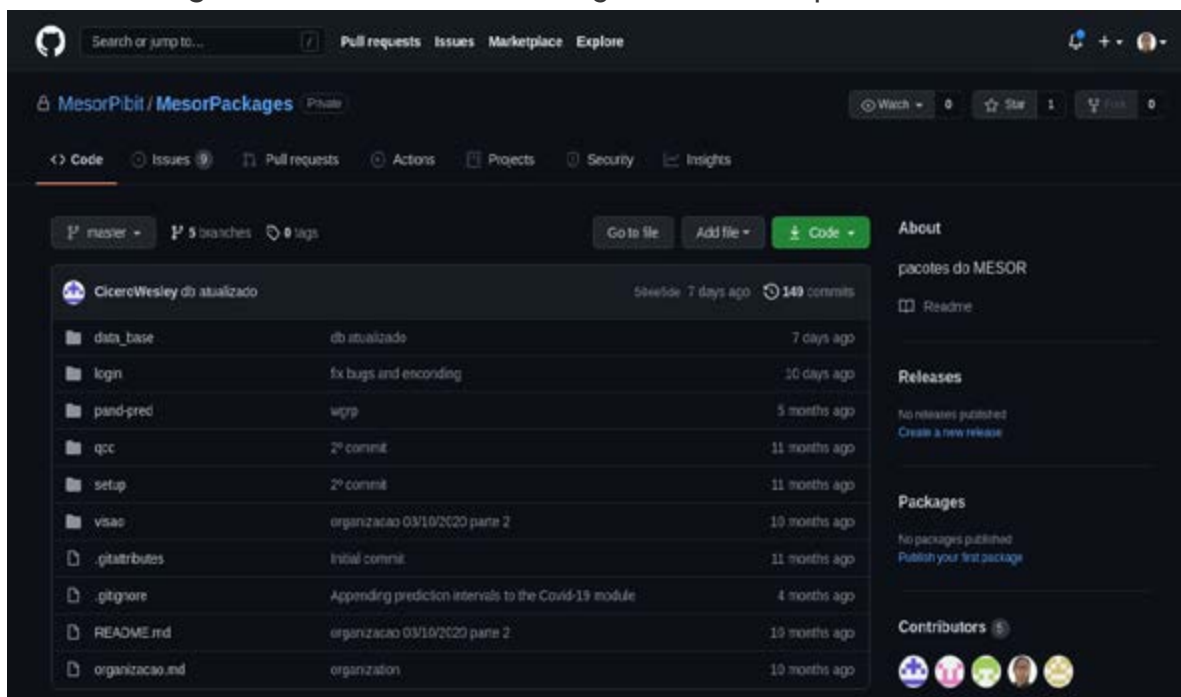 Search or jump to... / Pull requests Issues Marketplace Explore
MesorPibit / MesorPackages Private
Watch 0 Star 1 Fork 0
Code Issues 9 Pull requests Actions Projects Security Insights
master 5 branches 0 tags Go to file Add file Code
CiceroWesley db atualizado 7 days ago 149 commits
data_base db atualizado 7 days ago
login fix bugs and enconding 10 days ago
pand-pred 5 months ago
qcc 2º commit 11 months ago
setup 2º commit 11 months ago
visao organizacao 03/10/2020 parte 2 10 months ago
.gitattributes Initial commit 11 months ago
.gitignore Appending prediction intervals to the Covid-19 module 4 months ago
README.md organizacao 03/10/2020 parte 2 10 months ago
organizacao.md organization 10 months ago
About
pacotes do MESOR
Readme
Releases
No releases published
Create a new release
Packages
No packages published
Publish your first package
Contributors 5